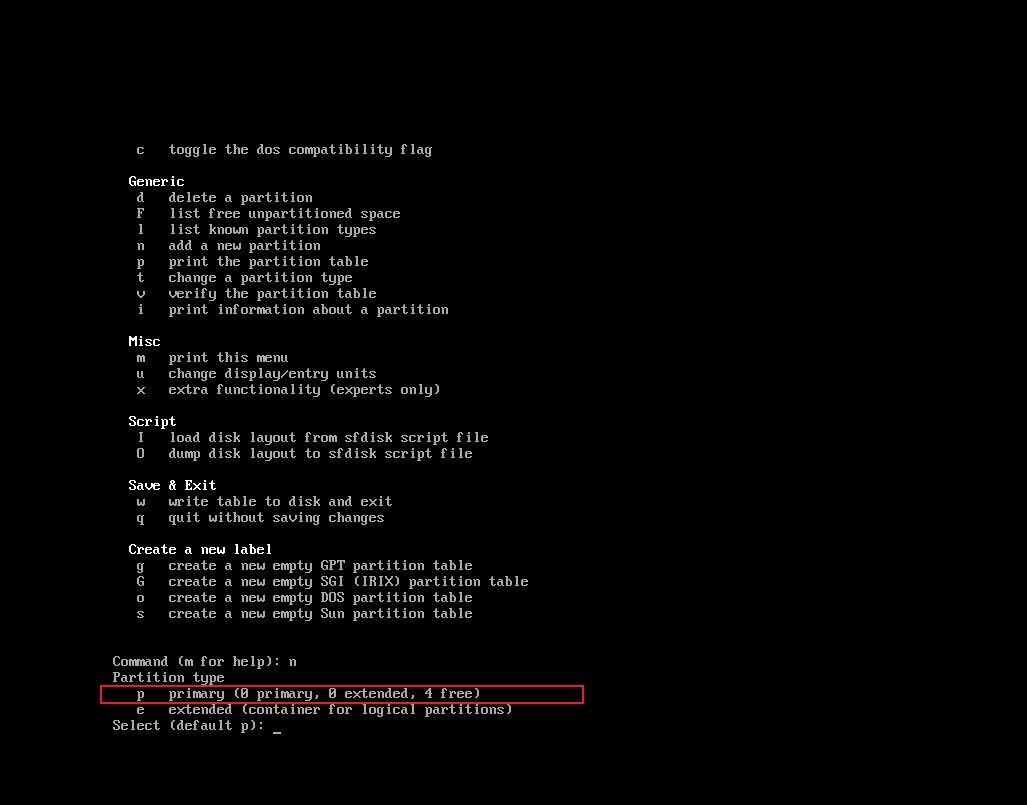 c toggle the dos compatibility flag
Generic
d delete a partition
F list free unpartitioned space
l list known partition types
n add a new partition
p print the partition table
t change a partition type
v verify the partition table
i print information about a partition
Misc
m print this menu
u change display/entry units
x extra functionality (experts only)
Script
I load disk layout from sfdisk script file
O dump disk layout to sfdisk script file
Save & Exit
w write table to disk and exit
q quit without saving changes
Create a new label
g create a new empty GPT partition table
G create a new empty SGI (IRIX) partition table
o create a new empty DOS partition table
s create a new empty Sun partition table
Command (m for help): n
Partition type
p primary (0 primary, 0 extended, 4 free)
e extended (container for logical partitions)
Select (default p): _